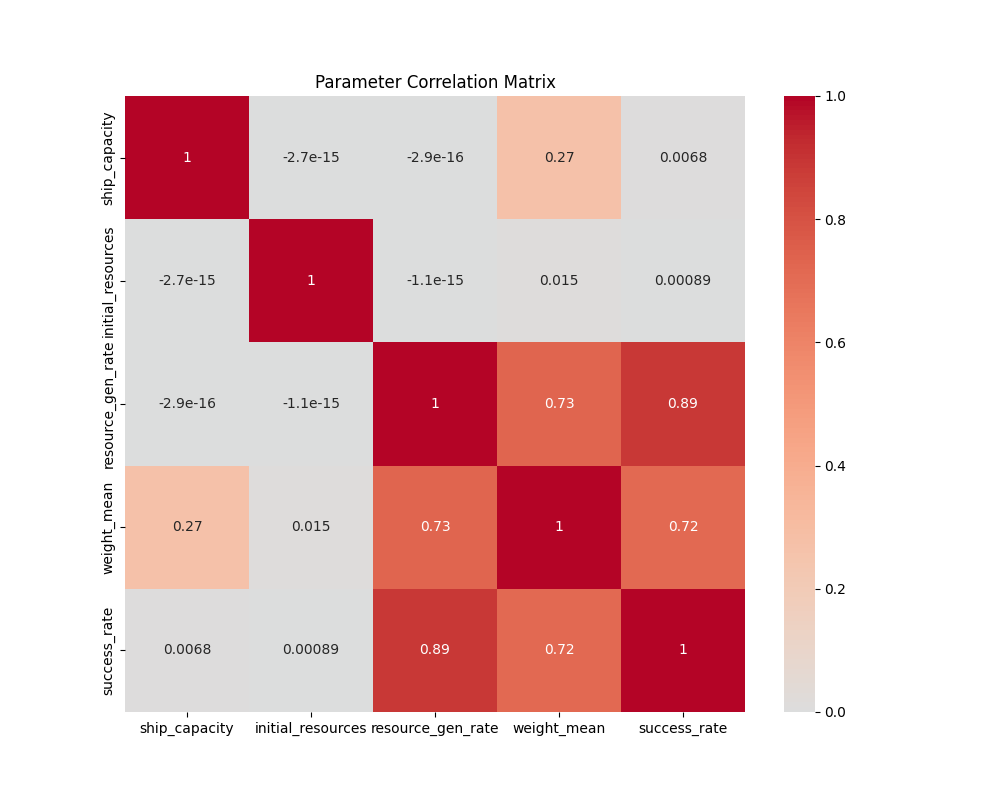 Parameter Correlation Matrix
ship_capacity
1
-2.7e-15
-2.9e-16
0.27
0.0068
initial_resources
-2.7e-15
1
-1.1e-15
0.015
0.00089
resource_gen_rate
-2.9e-16
-1.1e-15
1
0.73
0.89
weight_mean
0.27
0.015
0.73
1
0.72
success_rate
0.0068
0.00089
0.89
0.72
1
ship_capacity
initial_resources
resource_gen_rate
weight_mean
success_rate
1.0
0.8
0.6
0.4
0.2
0.0